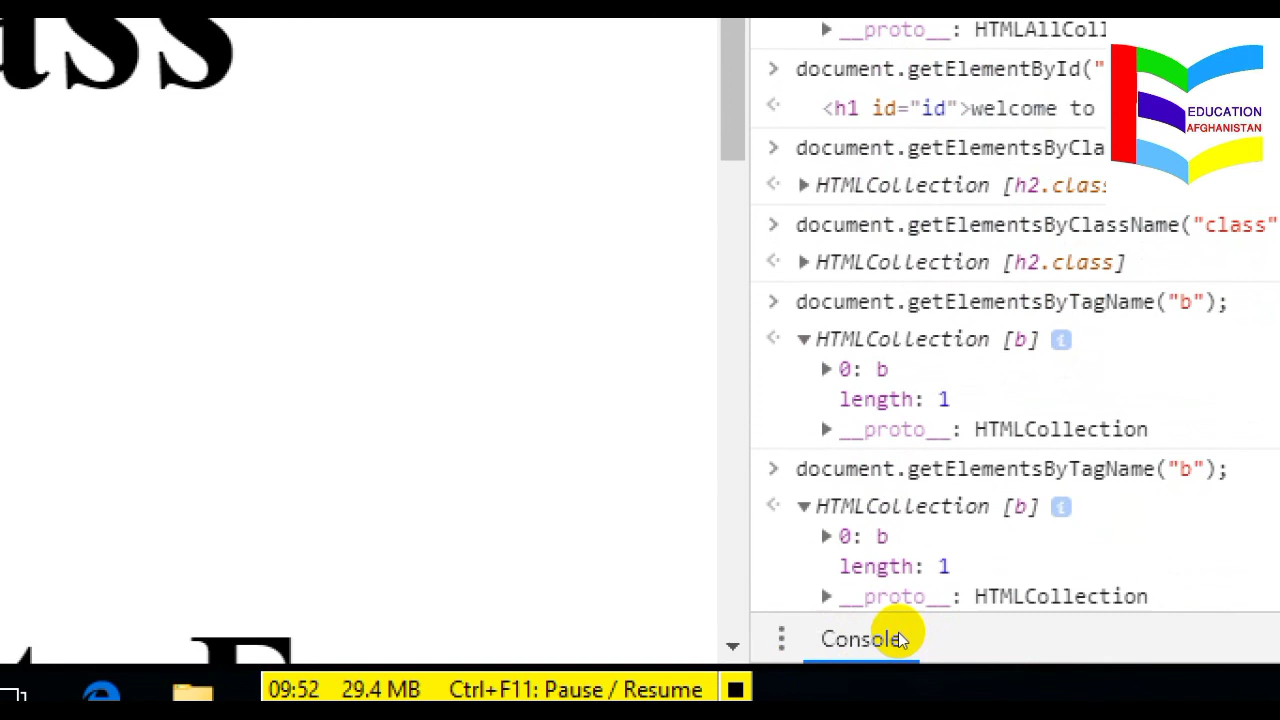 ass
__proto__: HTMLAllColl
document.getElementById("
<h1 id="id">welcome to
document.getElementsByCla
HTMLCollection [h2.class
document.getElementsByClassName("class"
HTMLCollection [h2.class]
document.getElementsByTagName("b");
HTMLCollection [b] i
0: b
length: 1
__proto__: HTMLCollection
document.getElementsByTagName("b");
HTMLCollection [b] i
0: b
length: 1
__proto__: HTMLCollection
Console
EDUCATION
AFGHANISTAN
09:52 29.4 MB Ctrl+F11: Pause / Resume